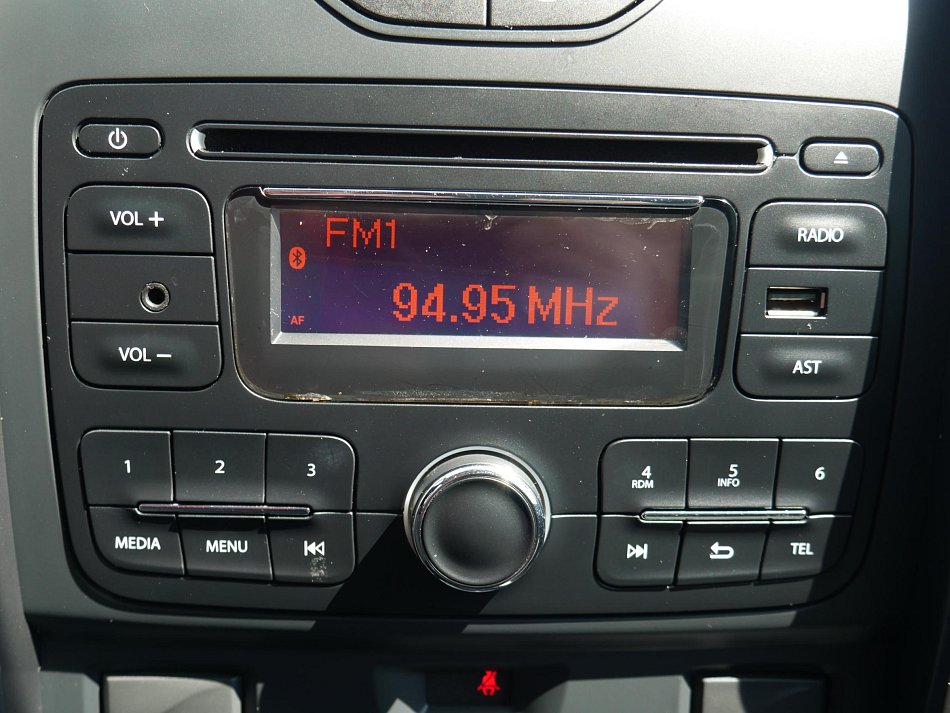 VOL +
VOL −
FM1
94.95 MHz
AF
RADIO
AST
1
2
3
MEDIA
MENU
4
RDM
5
INFO
6
TEL